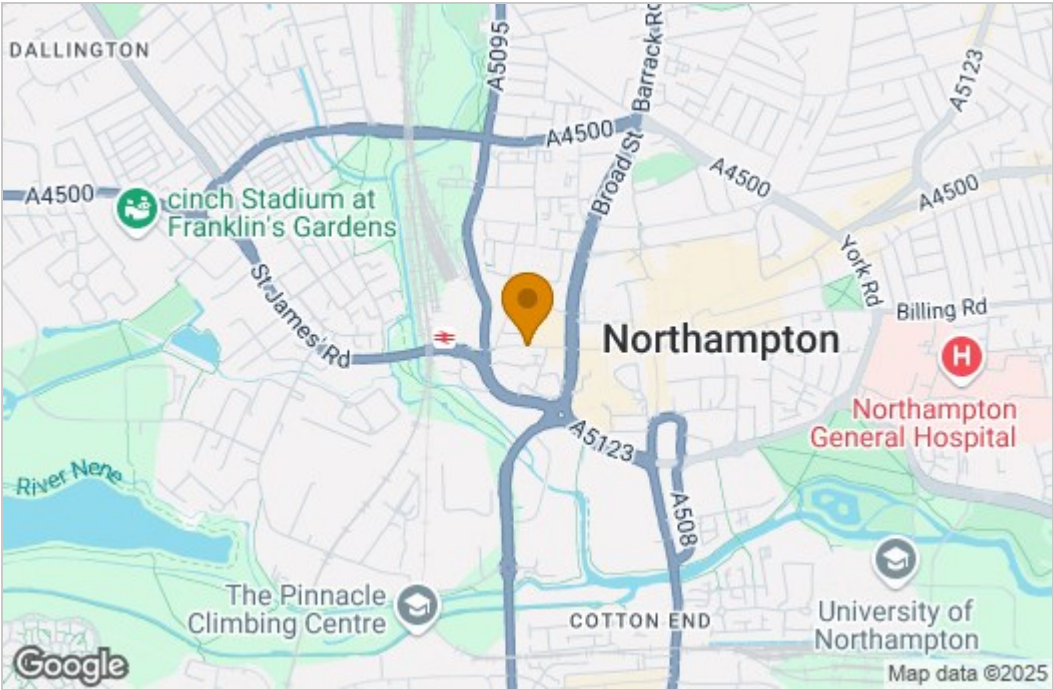 DALLINGTON
A5095
Barrack Rd
A5123
A4500
Broad St
A4500
A4500
A4500
cinch Stadium at
Franklin's Gardens
York Rd
St James' Rd
Billing Rd
Northampton
H
Northampton
General Hospital
A5123
River Nene
A508
The Pinnacle
Climbing Centre
COTTON END
University of
Northampton
Google
Map data ©2025